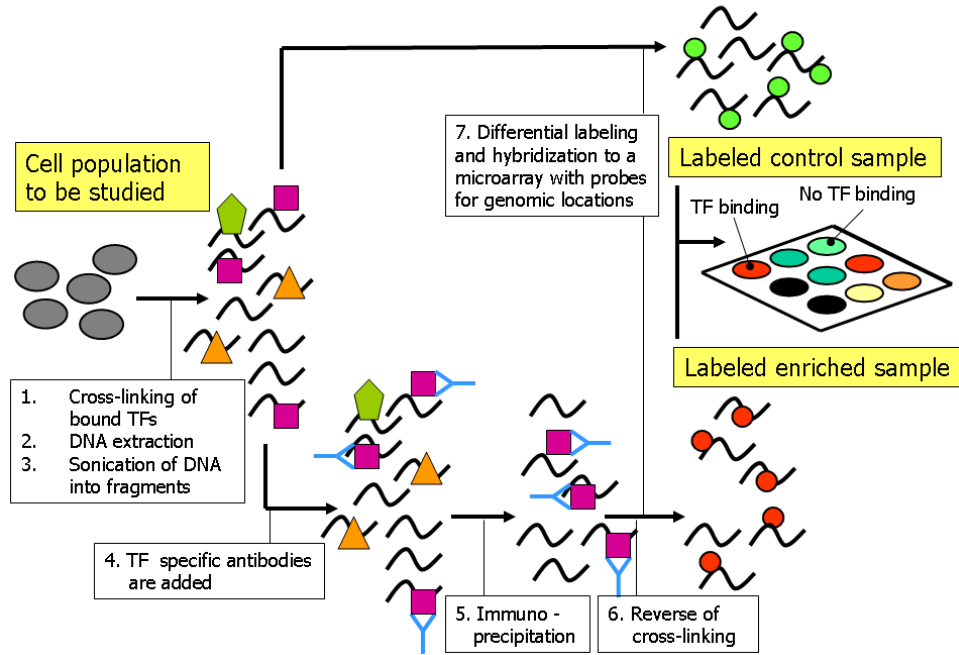 Cell population
to be studied
1. Cross-linking of
bound TFs
2. DNA extraction
3. Sonication of DNA
into fragments
4. TF specific antibodies
are added
5. Immuno -
precipitation
6. Reverse of
cross-linking
7. Differential labeling
and hybridization to a
microarray with probes
for genomic locations
Labeled control sample
TF binding
No TF binding
Labeled enriched sample